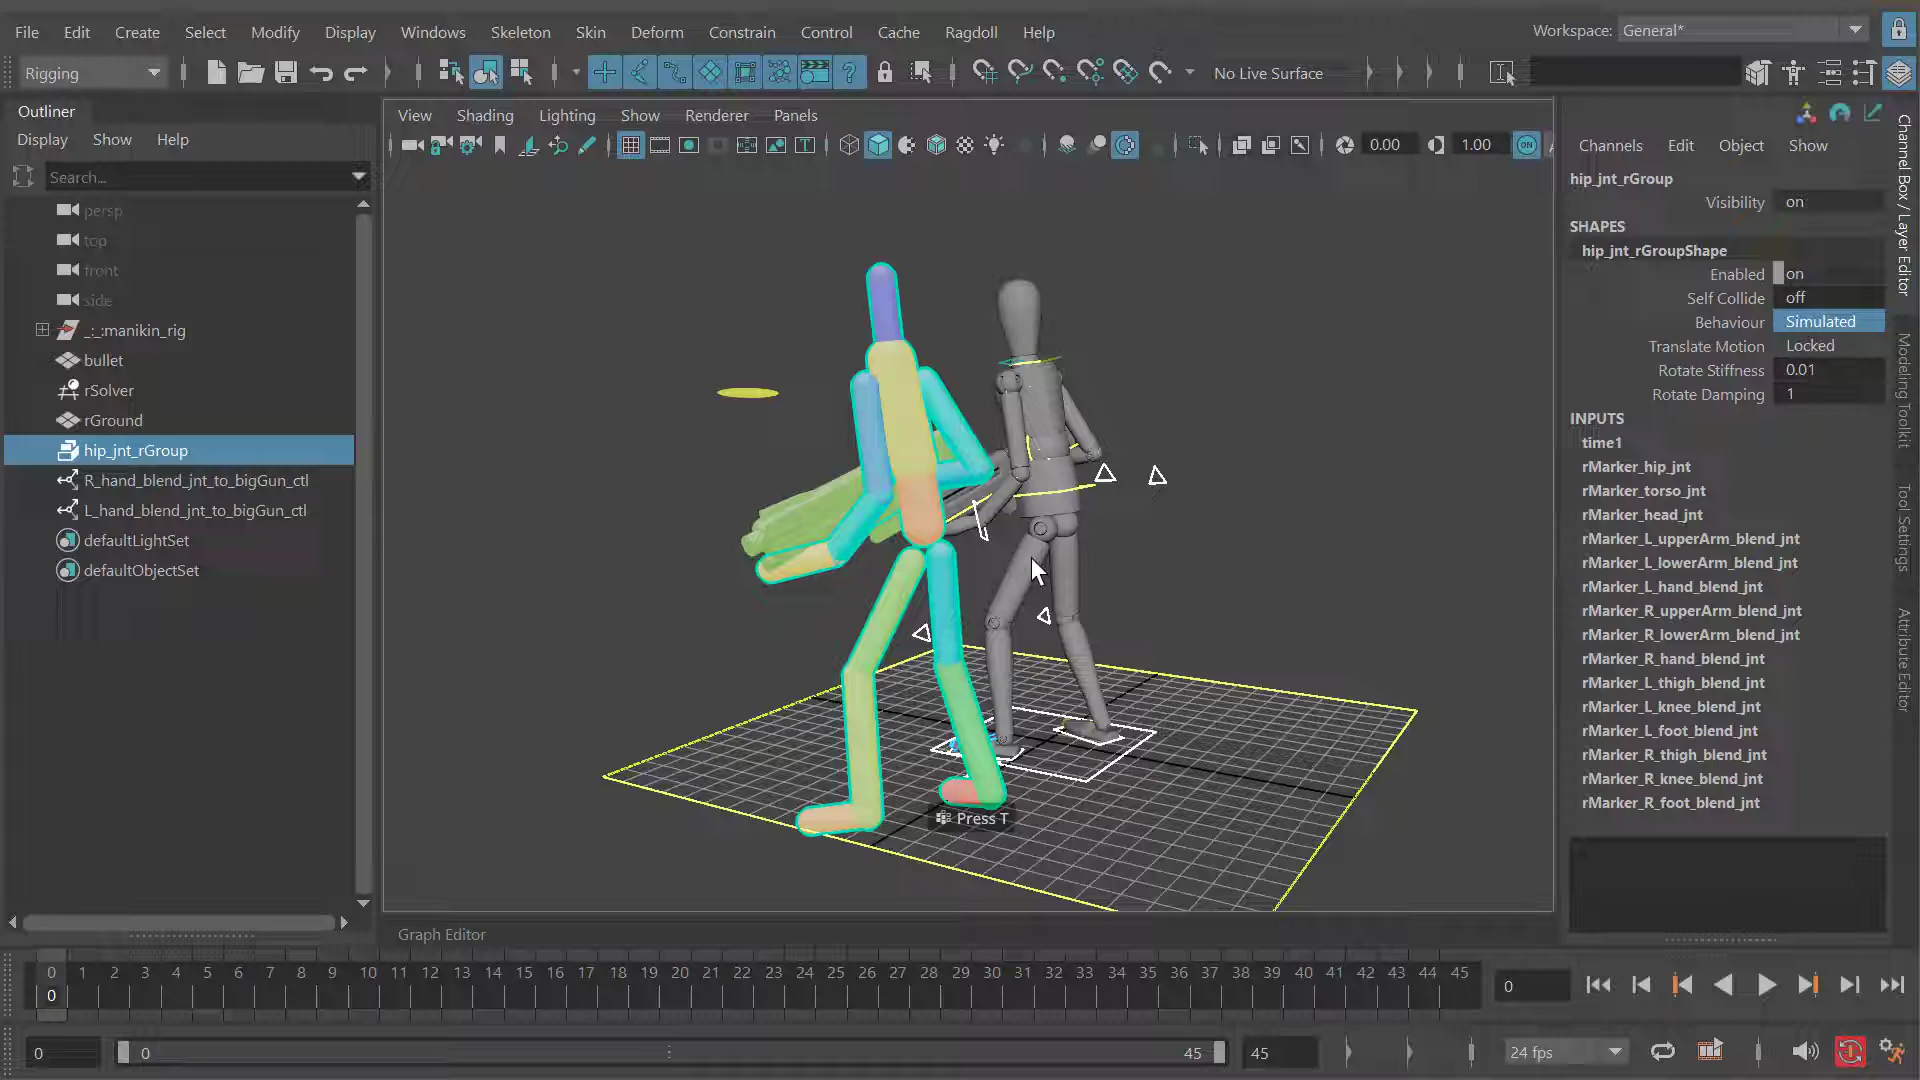 File Edit Create Select Modify Display Windows Skeleton Skin Deform Constrain Control Cache Ragdoll Help
Workspace: General*
Rigging
No Live Surface
Outliner
Display Show Help
Search...
persp
top
front
side
_:_:manikin_rig
bullet
rSolver
rGround
hip_jnt_rGroup
R_hand_blend_jnt_to_bigGun_ctl
L_hand_blend_jnt_to_bigGun_ctl
defaultLightSet
defaultObjectSet
View Shading Lighting Show Renderer Panels
0.00
1.00
ON
Press T
Graph Editor
Channels Edit Object Show
hip_jnt_rGroup
Visibility on
SHAPES
hip_jnt_rGroupShape
Enabled on
Self Collide off
Behaviour Simulated
Translate Motion Locked
Rotate Stiffness 0.01
Rotate Damping 1
INPUTS
time1
rMarker_hip_jnt
rMarker_torso_jnt
rMarker_head_jnt
rMarker_L_upperArm_blend_jnt
rMarker_L_lowerArm_blend_jnt
rMarker_L_hand_blend_jnt
rMarker_R_upperArm_blend_jnt
rMarker_R_lowerArm_blend_jnt
rMarker_R_hand_blend_jnt
rMarker_L_thigh_blend_jnt
rMarker_L_knee_blend_jnt
rMarker_L_foot_blend_jnt
rMarker_R_thigh_blend_jnt
rMarker_R_knee_blend_jnt
rMarker_R_foot_blend_jnt
Channel Box / Layer Editor
Modeling Toolkit
Tool Settings
Attribute Editor
0 1 2 3 4 5 6 7 8 9 10 11 12 13 14 15 16 17 18 19 20 21 22 23 24 25 26 27 28 29 30 31 32 33 34 35 36 37 38 39 40 41 42 43 44 45
0
0
0
0
45
45
24 fps